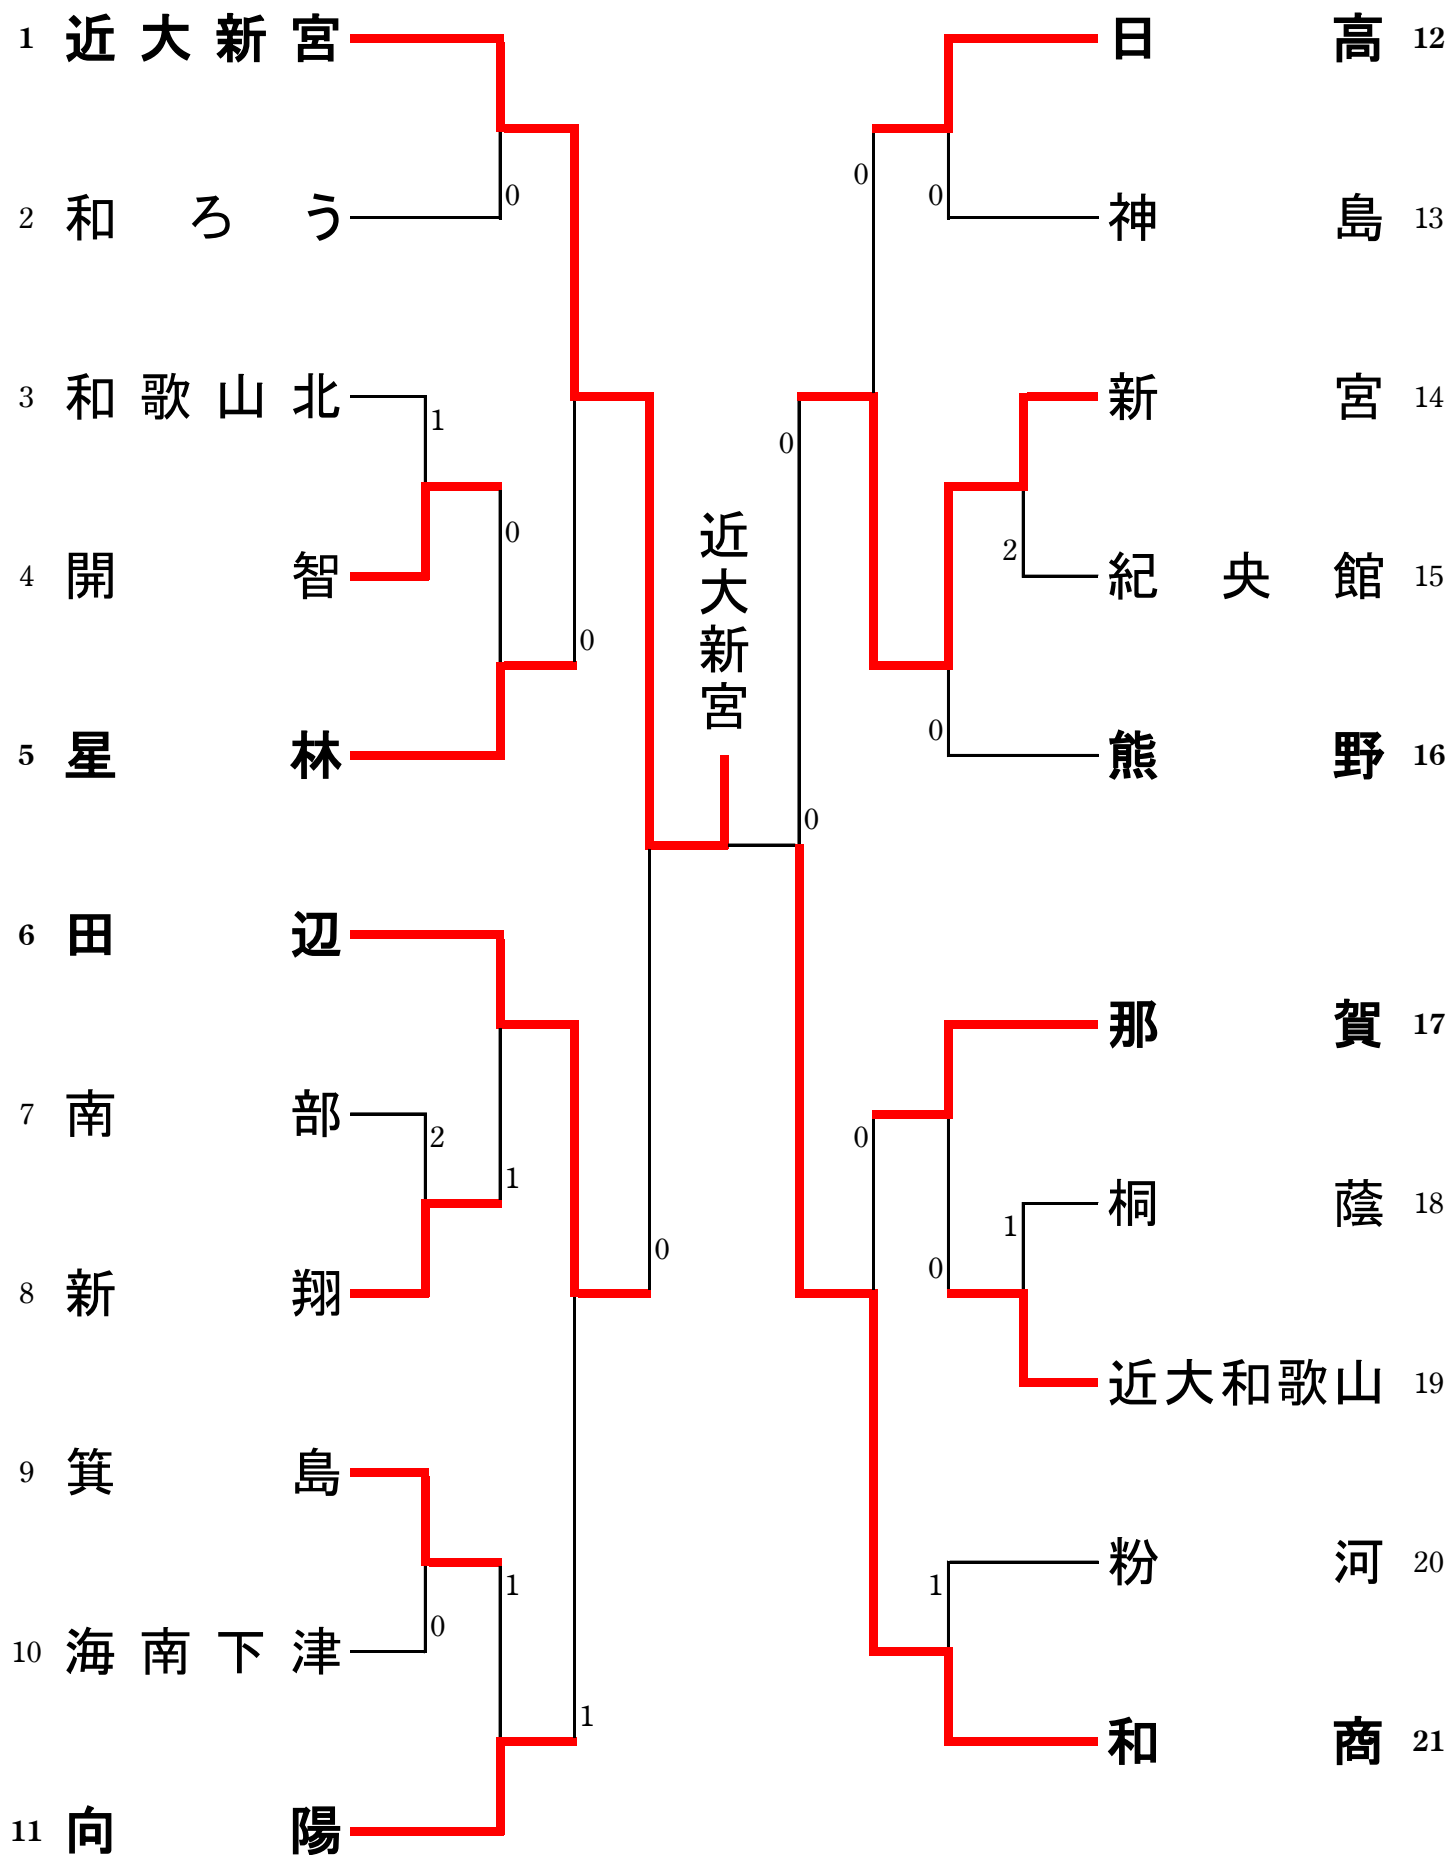 1 近大新宮
0
2 和ろう
3 和歌山北
1
0
4 開智
0
5 星林
6 田辺
7 南部
2
1
0
8 新翔
9 箕島
1
0
10 海南下津
1
11 向陽
近大新宮
日高 12
0
0
神島 13
新宮 14
0
2
紀央館 15
0
熊野 16
0
那賀 17
0
桐蔭 18
1
0
近大和歌山 19
粉河 20
1
和商 21